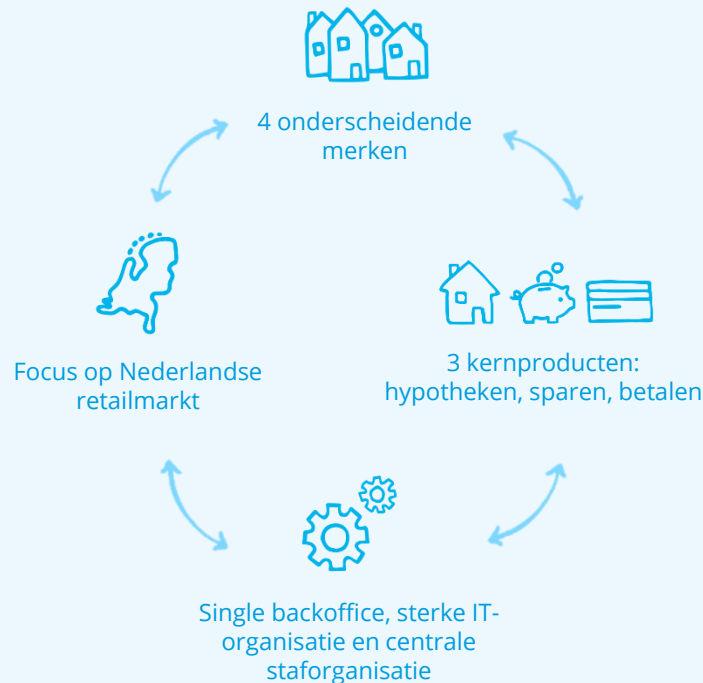 4 onderscheidende
merken
Focus op Nederlandse
retailmarkt
3 kernproducten:
hypotheken, sparen, betalen
Single backoffice, sterke IT-
organisatie en centrale
staforganisatie